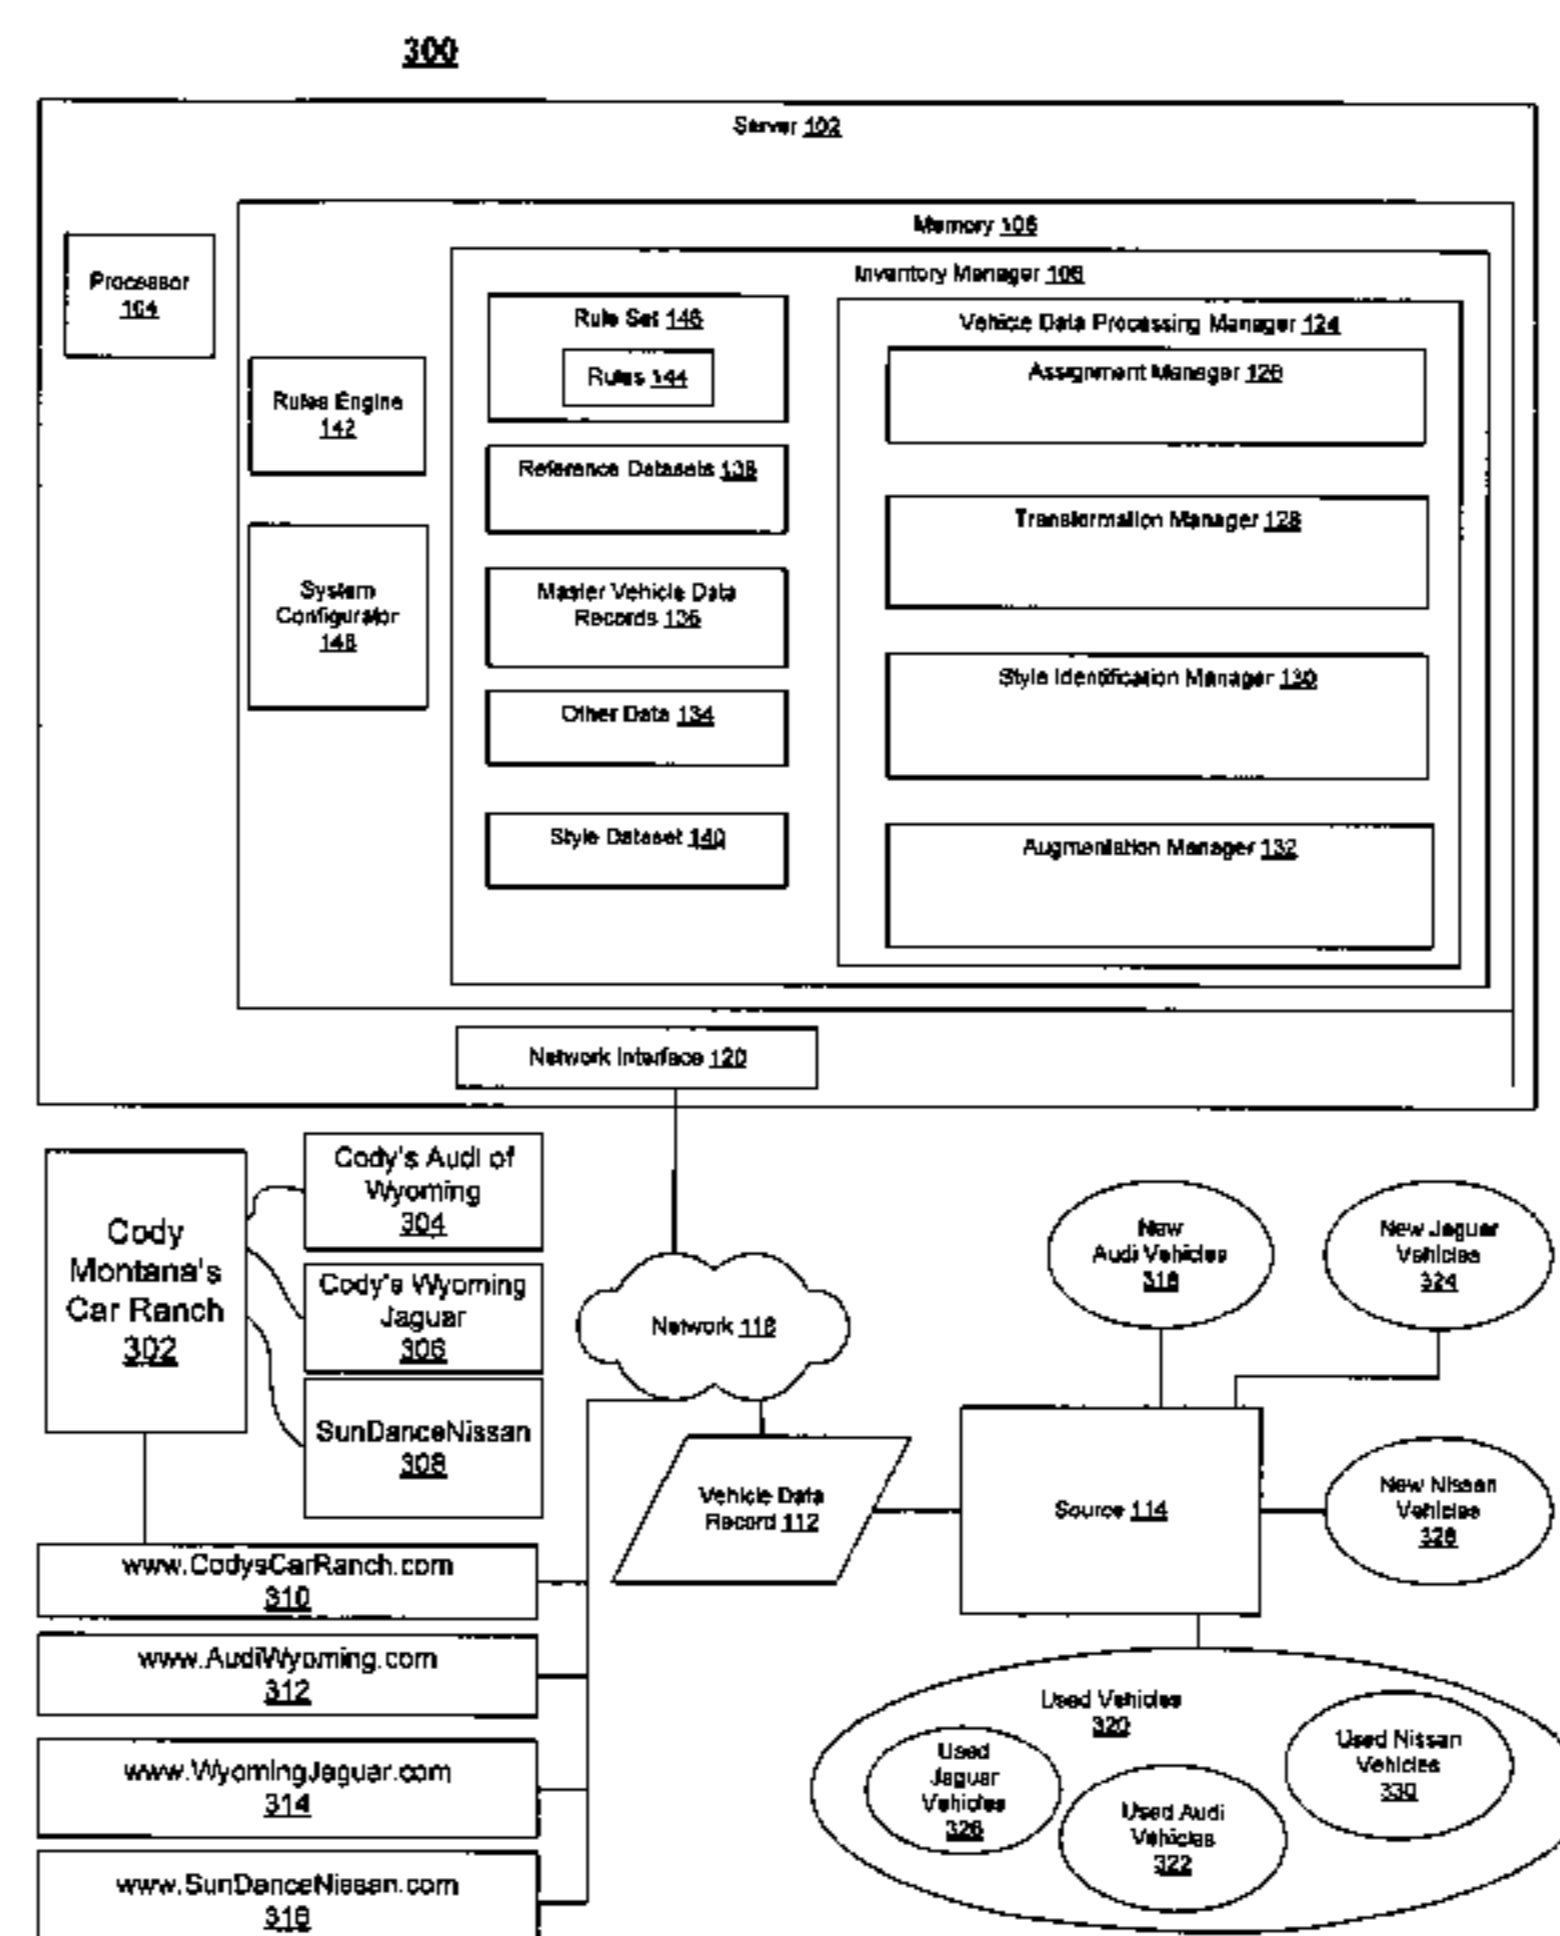 300
Server 102
Memory 106
Inventory Manager 108
Processor
104
Rule Set 146
Rules 144
Vehicle Data Processing Manager 124
Assignment Manager 126
Rules Engine
142
Reference Datasets 138
Transformation Manager 128
System
Configurator
148
Master Vehicle Data
Records 136
Style Identification Manager 130
Other Data 134
Style Dataset 140
Augmentation Manager 132
Network Interface 120
Cody
Montana's
Car Ranch
302
Cody's Audi of
Wyoming
304
Cody's Wyoming
Jaguar
306
SunDanceNissan
308
Network 118
New
Audi Vehicles
318
New Jaguar
Vehicles
324
Vehicle Data
Record 112
Source 114
New Nissan
Vehicles
328
www.CodysCarRanch.com
310
www.AudiWyoming.com
312
www.WyomingJaguar.com
314
www.SunDanceNissan.com
316
Used Vehicles
320
Used
Jaguar
Vehicles
326
Used Audi
Vehicles
322
Used Nissan
Vehicles
330